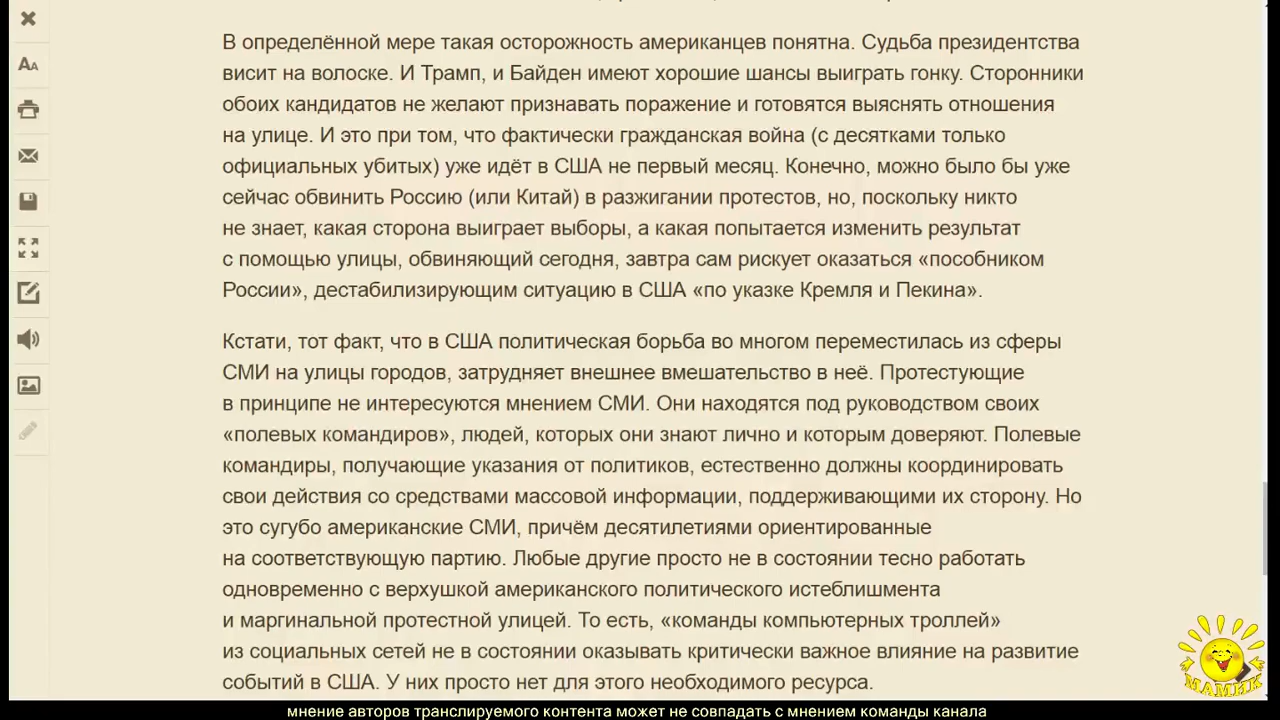 В определённой мере такая осторожность американцев понятна. Судьба президентства
висит на волоске. И Трамп, и Байден имеют хорошие шансы выиграть гонку. Сторонники
обоих кандидатов не желают признавать поражение и готовятся выяснять отношения
на улице. И это при том, что фактически гражданская война (с десятками только
официальных убитых) уже идёт в США не первый месяц. Конечно, можно было бы уже
сейчас обвинить Россию (или Китай) в разжигании протестов, но, поскольку никто
не знает, какая сторона выиграет выборы, а какая попытается изменить результат
с помощью улицы, обвиняющий сегодня, завтра сам рискует оказаться «пособником
России», дестабилизирующим ситуацию в США «по указке Кремля и Пекина».
Кстати, тот факт, что в США политическая борьба во многом переместилась из сферы
СМИ на улицы городов, затрудняет внешнее вмешательство в неё. Протестующие
в принципе не интересуются мнением СМИ. Они находятся под руководством своих
«полевых командиров», людей, которых они знают лично и которым доверяют. Полевые
командиры, получающие указания от политиков, естественно должны координировать
свои действия со средствами массовой информации, поддерживающими их сторону. Но
это сугубо американские СМИ, причём десятилетиями ориентированные
на соответствующую партию. Любые другие просто не в состоянии тесно работать
одновременно с верхушкой американского политического истеблишмента
и маргинальной протестной улицей. То есть, «команды компьютерных троллей»
из социальных сетей не в состоянии оказывать критически важное влияние на развитие
событий в США. У них просто нет для этого необходимого ресурса.
МАМИК
мнение авторов транслируемого контента может не совпадать с мнением команды канала